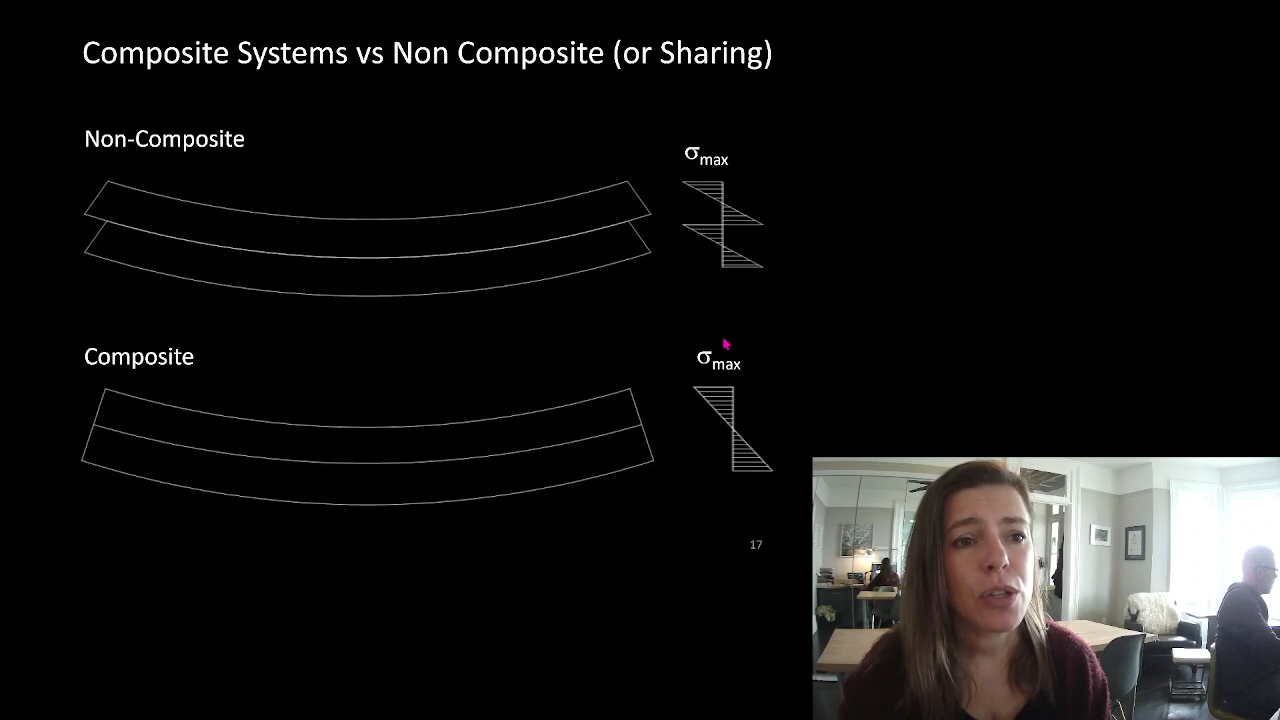 Composite Systems vs Non Composite (or Sharing)
Non-Composite
σmax
Composite
σmax
17